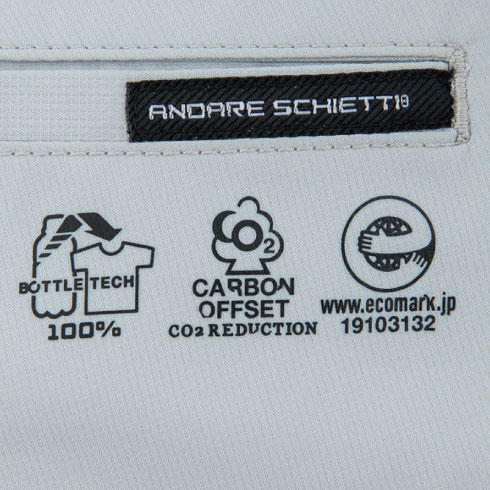 ANDARE SCHIETTI®
BOTTLE TECH
100%
CO2
CARBON
OFFSET
CO2 REDUCTION
www.ecomark.jp
19103132